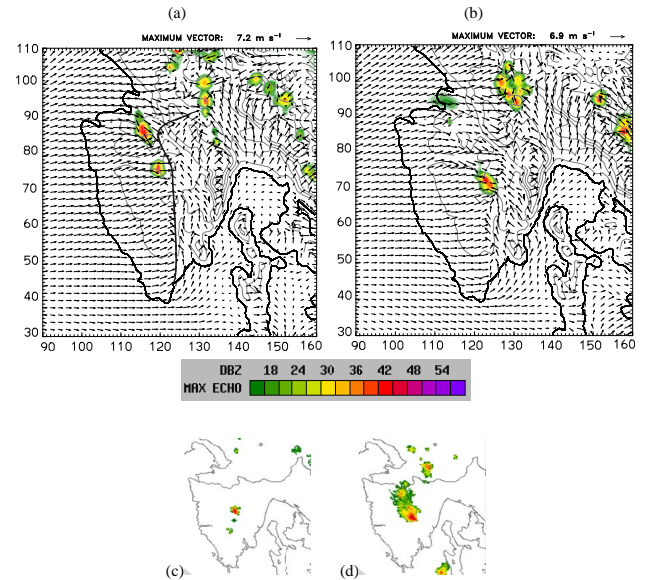 (a) (b)
MAXIMUM VECTOR: 7.2 m s⁻¹ MAXIMUM VECTOR: 6.9 m s⁻¹
110 110
100 100
90 90
80 80
70 70
60 60
50 50
40 40
30 30
90 100 110 120 130 140 150 160 90 100 110 120 130 140 150 160
DBZ 18 24 30 36 42 48 54
MAX ECHO
(c) (d)